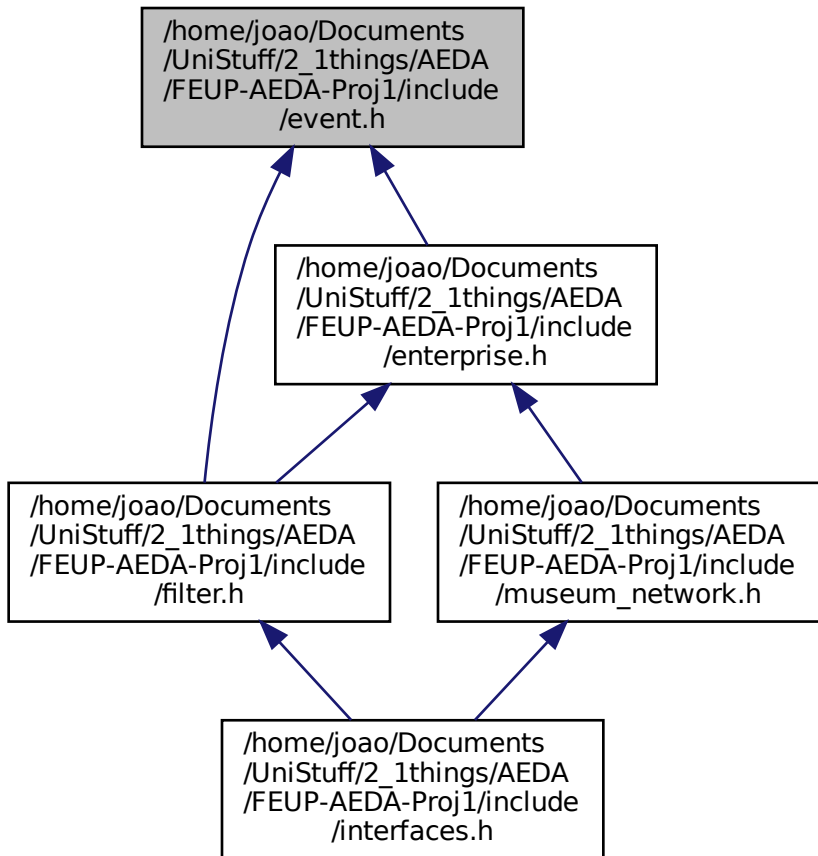 /home/joao/Documents
/UniStuff/2_1things/AEDA
/FEUP-AEDA-Proj1/include
/event.h
/home/joao/Documents
/UniStuff/2_1things/AEDA
/FEUP-AEDA-Proj1/include
/enterprise.h
/home/joao/Documents
/UniStuff/2_1things/AEDA
/FEUP-AEDA-Proj1/include
/filter.h
/home/joao/Documents
/UniStuff/2_1things/AEDA
/FEUP-AEDA-Proj1/include
/museum_network.h
/home/joao/Documents
/UniStuff/2_1things/AEDA
/FEUP-AEDA-Proj1/include
/interfaces.h